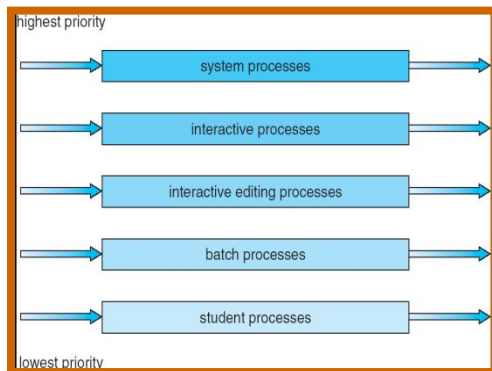 highest priority
system processes
interactive processes
interactive editing processes
batch processes
student processes
lowest priority